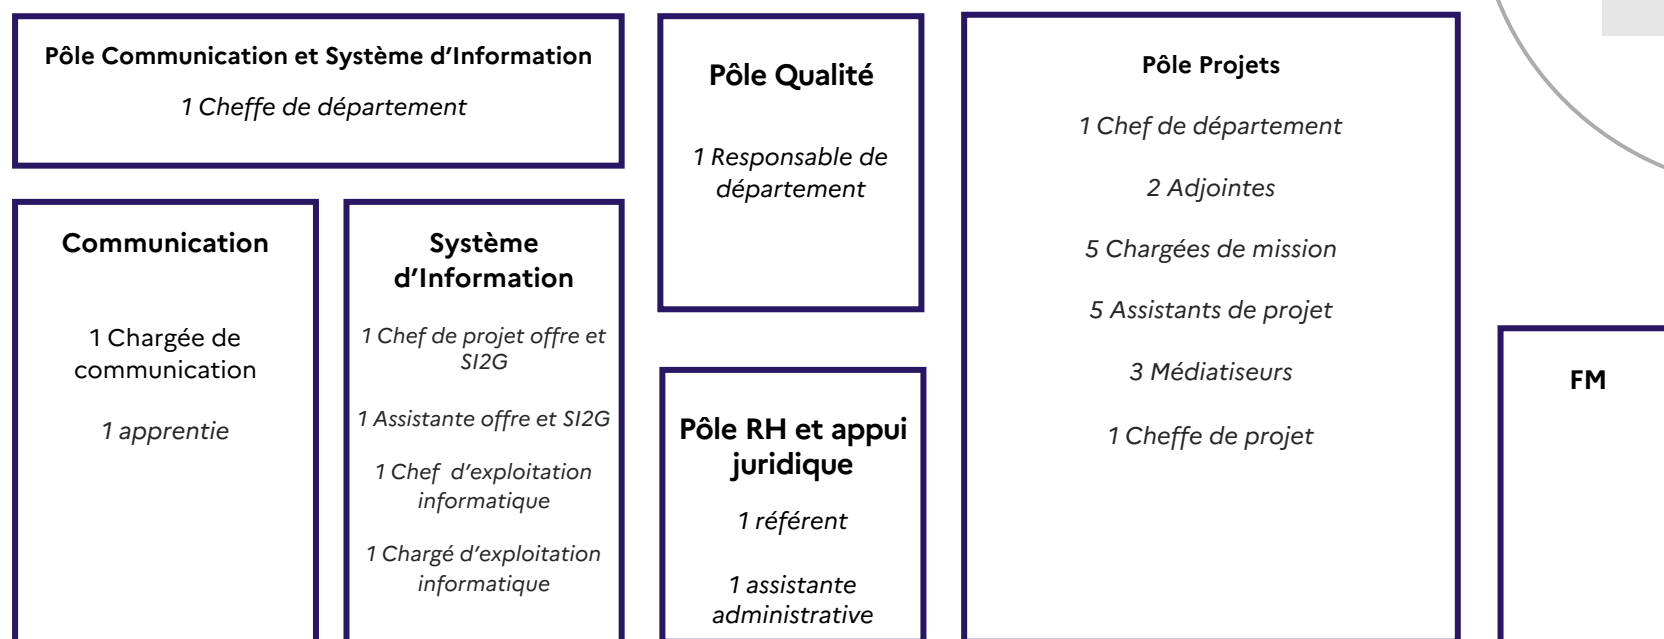 Pôle Communication et Système d'Information
1 Cheffe de département
Communication
1 Chargée de
communication
1 apprentie
Système
d'Information
1 Chef de projet offre et
SI2G
1 Assistante offre et SI2G
1 Chef d'exploitation
informatique
1 Chargé d'exploitation
informatique
Pôle Qualité
1 Responsable de
département
Pôle RH et appui
juridique
1 référent
1 assistante
administrative
Pôle Projets
1 Chef de département
2 Adjointes
5 Chargées de mission
5 Assistants de projet
3 Médiatiseurs
1 Cheffe de projet
FM